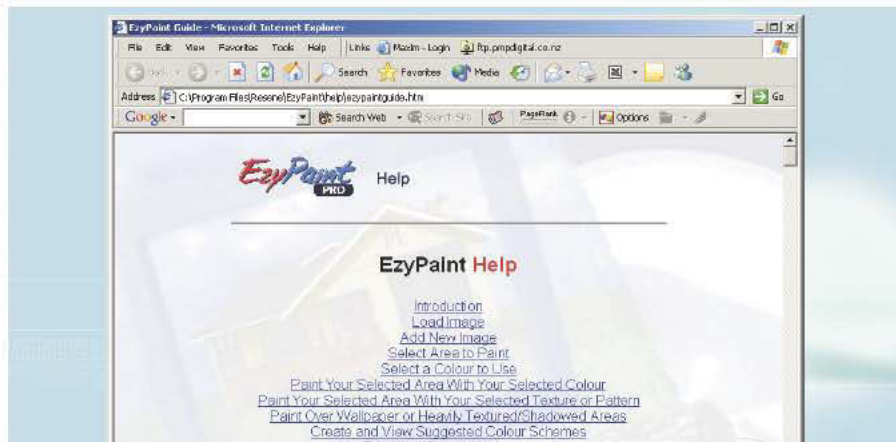 EzyPaint Guide - Microsoft Internet Explorer
File Edit View Favorites Tools Help Links Maxim - Login ftp.pmpdigital.co.nz
Back Search Favorites Media
Address C:\Program Files\Resene\EzyPaint\help\ezypaintguide.htm Go
Google Search Web Search Site PageRank Options
EzyPaint PRO Help
EzyPaint Help
Introduction
Load Image
Add New Image
Select Area to Paint
Select a Colour to Use
Paint Your Selected Area With Your Selected Colour
Paint Your Selected Area With Your Selected Texture or Pattern
Paint Over Wallpaper or Heavily Textured/Shadowed Areas
Create and View Suggested Colour Schemes